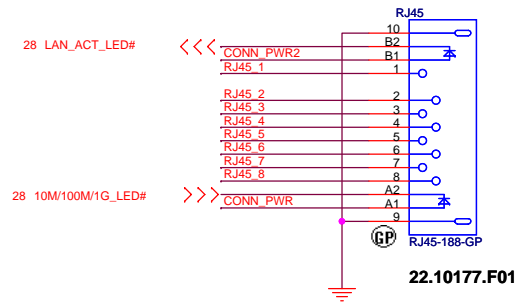 RJ45
10
28 LAN_ACT_LED# B2
CONN_PWR2 B1
RJ45_1 1
RJ45_2 2
RJ45_3 3
RJ45_4 4
RJ45_5 5
RJ45_6 6
RJ45_7 7
RJ45_8 8
28 10M/100M/1G_LED# A2
CONN_PWR A1
9
GP RJ45-188-GP
22.10177.F01